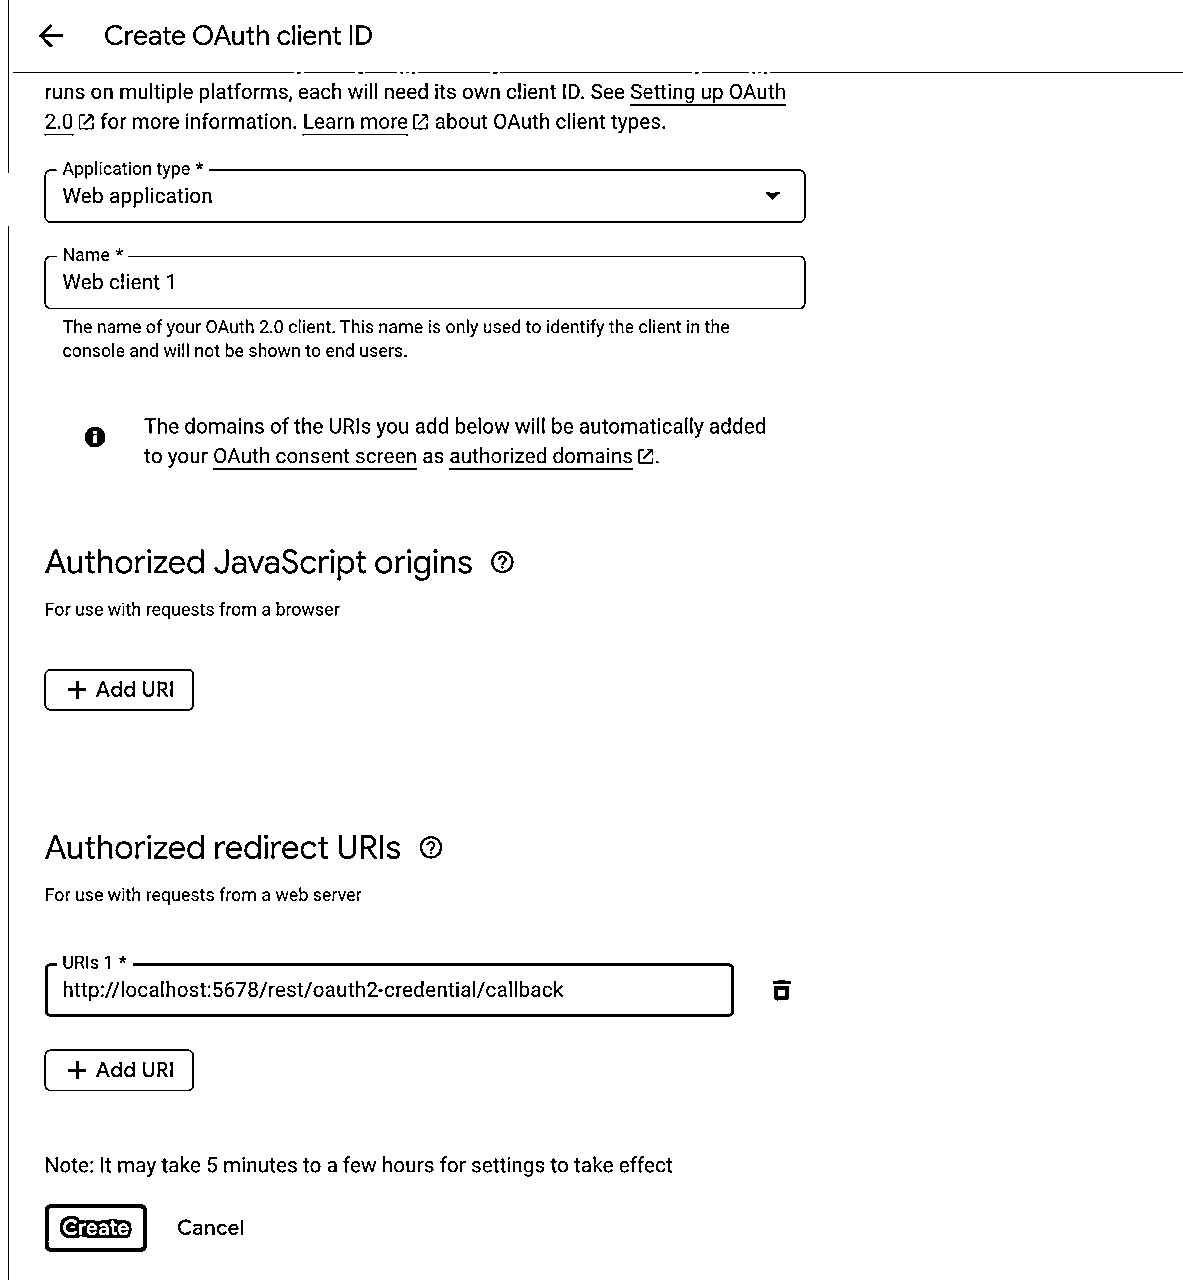 Create OAuth client ID
runs on multiple platforms, each will need its own client ID. See Setting up OAuth
2.0 for more information. Learn more about OAuth client types.
Application type *
Web application
Name *
Web client 1
The name of your OAuth 2.0 client. This name is only used to identify the client in the
console and will not be shown to end users.
The domains of the URIs you add below will be automatically added
to your OAuth consent screen as authorized domains.
Authorized JavaScript origins
For use with requests from a browser
+ Add URI
Authorized redirect URIs
For use with requests from a web server
URIs 1 *
http://localhost:5678/rest/oauth2-credential/callback
+ Add URI
Note: It may take 5 minutes to a few hours for settings to take effect
Create Cancel